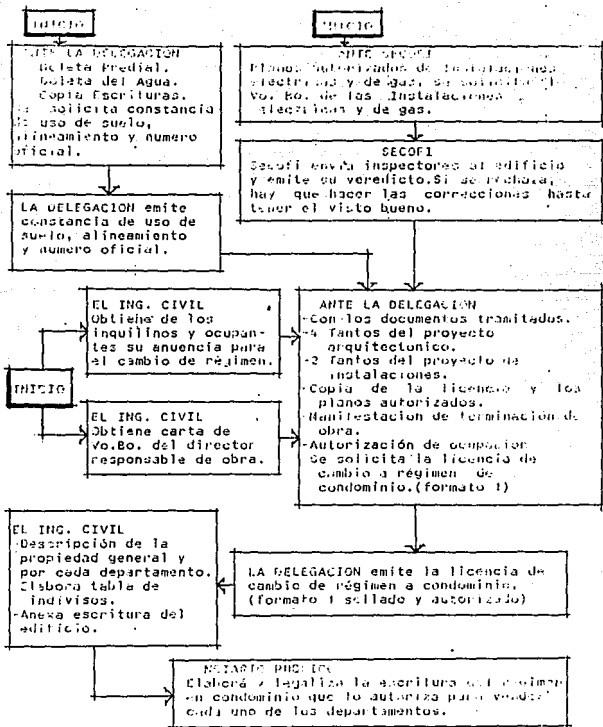 INICIO
ANTE LA DELEGACION
Boleta Predial.
Boleta del Agua.
Copia Escrituras.
Se solicita constancia
de uso de suelo,
alineamiento y numero
oficial.
INICIO
ANTE SECOFI
Planos Autorizados de Instalaciones
electricas y de gas, se solicita el
Vo. Bo. de las Instalaciones
electricas y de gas.
SECOFI
Secofi envia inspectores al edificio
y emite su veredicto.Si se rechaza,
hay que hacer las correcciones hasta
tener el visto bueno.
LA DELEGACION emite
constancia de uso de
suelo, alineamiento
y numero oficial.
EL ING. CIVIL
Obtiene de los
inquilinos y ocupan-
tes su anuencia para
el cambio de régimen.
INICIO
EL ING. CIVIL
Obtiene carta de
Vo.Bo. del director
responsable de obra.
ANTE LA DELEGACION
-Con los documentos tramitados.
-4 Tantos del proyecto
arquitectonico.
-2 Tantos del proyecto de
instalaciones.
-Copia de la licencia y los
planos autorizados.
-Manifestacion de terminación de
obra.
-Autorización de ocupacion
Se solicita la licencia de
cambio a régimen de
condominio.(formato 1)
EL ING. CIVIL
-Descripción de la
propiedad general y
por cada departamento.
Elabora tabla de
indivisos.
-Anexa escritura del
edificio.
LA DELEGACION emite la licencia de
cambio de régimen a condominio.
(formato 1 sellado y autorizado)
NOTARIO PUBLICO
Elabora y legaliza la escritura del régimen
en condominio que lo autoriza para vender
cada uno de los departamentos.